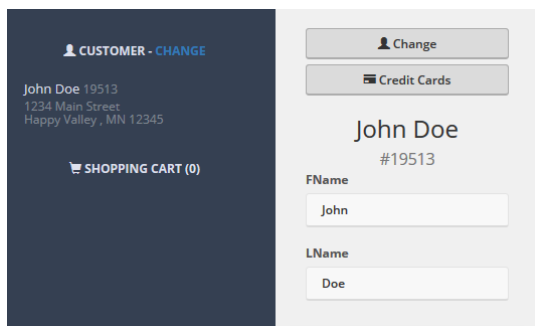 CUSTOMER - CHANGE
John Doe 19513
1234 Main Street
Happy Valley , MN 12345
SHOPPING CART (0)
Change
Credit Cards
John Doe
#19513
FName
John
LName
Doe